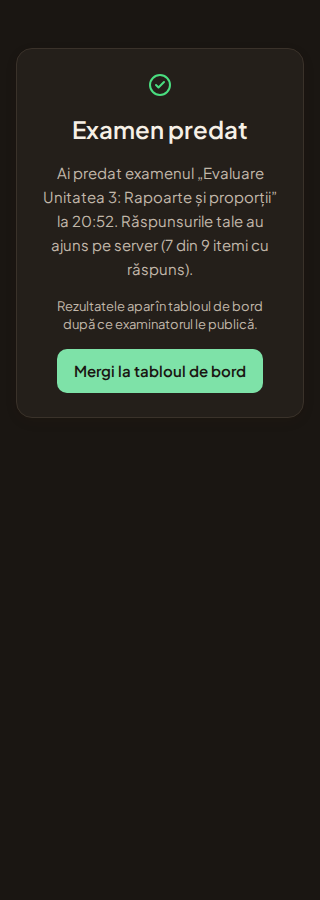 Examen predat
Ai predat examenul „Evaluare
Unitatea 3: Rapoarte și proporții”
la 20:52. Răspunsurile tale au
ajuns pe server (7 din 9 itemi cu
răspuns).
Rezultatele apar în tabloul de bord
după ce examinatorul le publică.
Mergi la tabloul de bord